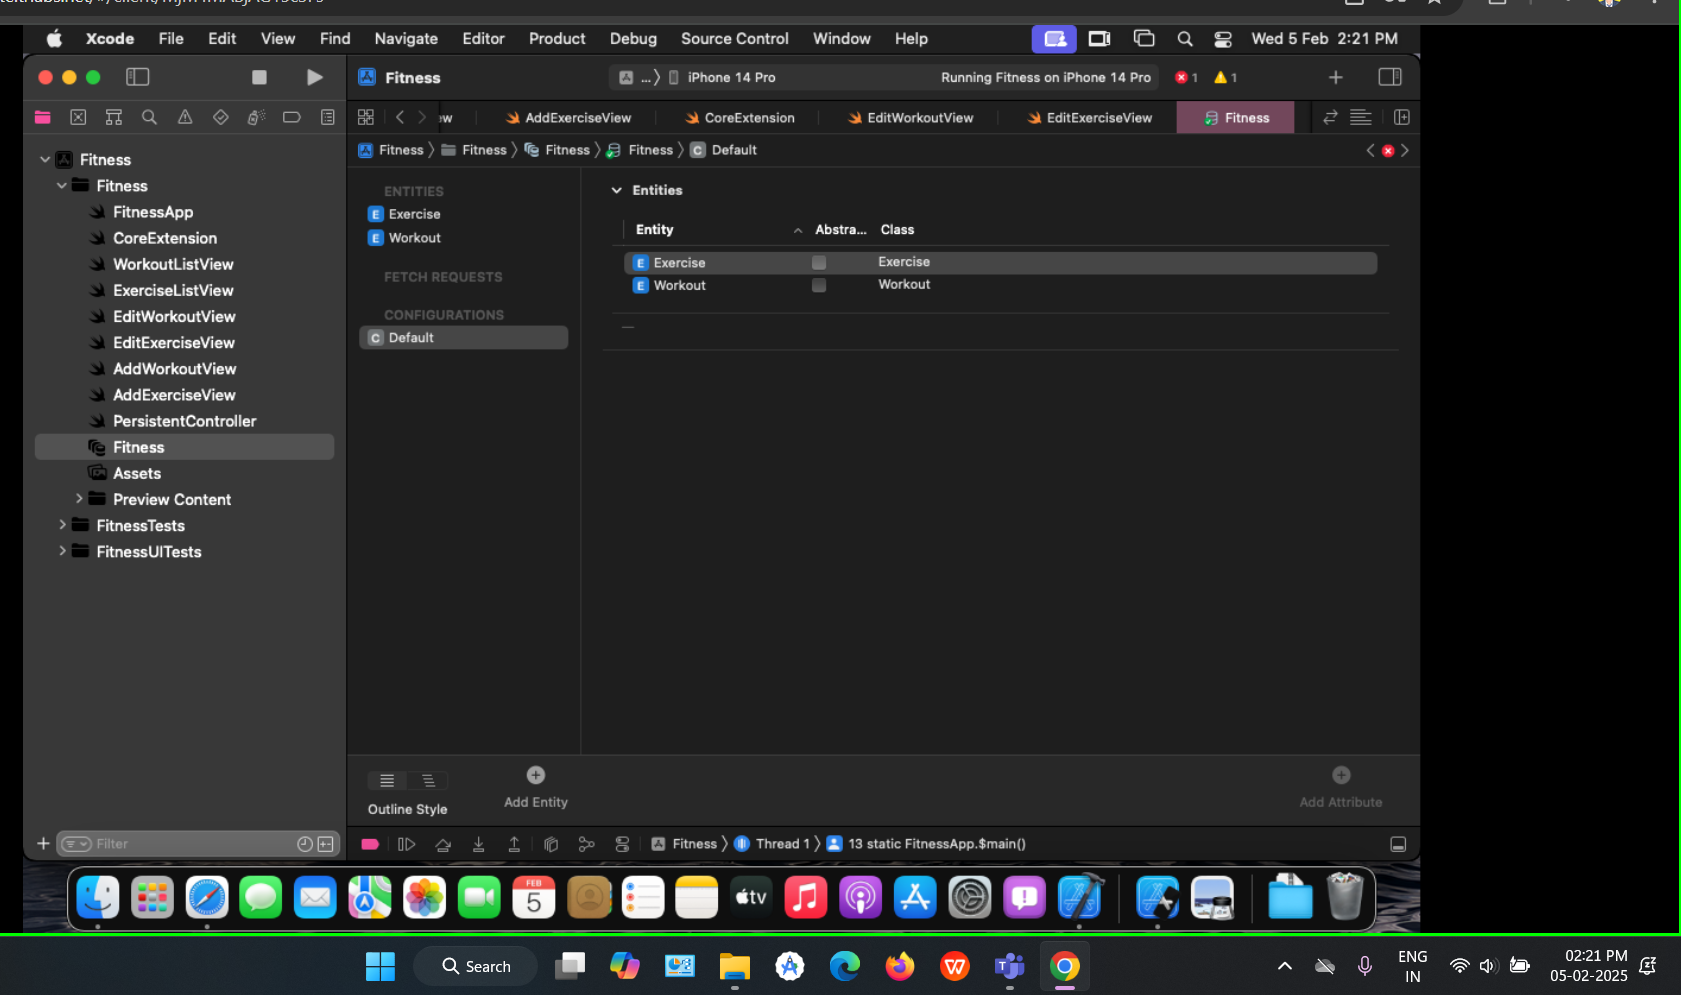 Xcode File Edit View Find Navigate Editor Product Debug Source Control Window Help Wed 5 Feb 2:21 PM
Fitness ... iPhone 14 Pro Running Fitness on iPhone 14 Pro 1 1
ew AddExerciseView CoreExtension EditWorkoutView EditExerciseView Fitness
Fitness Fitness Fitness Fitness C Default
Fitness
Fitness
FitnessApp
CoreExtension
WorkoutListView
ExerciseListView
EditWorkoutView
EditExerciseView
AddWorkoutView
AddExerciseView
PersistentController
Fitness
Assets
Preview Content
FitnessTests
FitnessUITests
Filter
ENTITIES
E Exercise
E Workout
FETCH REQUESTS
CONFIGURATIONS
C Default
Entities
Entity Abstra... Class
E Exercise Exercise
E Workout Workout
Outline Style
Add Entity
Add Attribute
Fitness Thread 1 13 static FitnessApp.$main()
FEB
5
tv
Search
ENG
IN
02:21 PM
05-02-2025